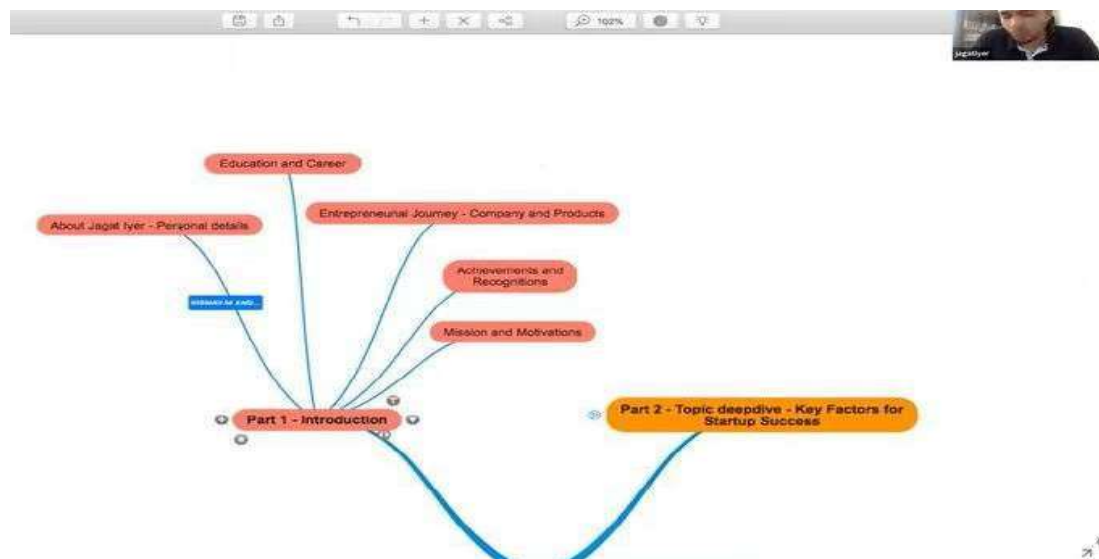 102%
jagatiyer
Education and Career
About Jagat Iyer - Personal details
Entrepreneurial Journey - Company and Products
Achievements and
Recognitions
Mission and Motivations
Part 1 - Introduction
Part 2 - Topic deepdive - Key Factors for
Startup Success